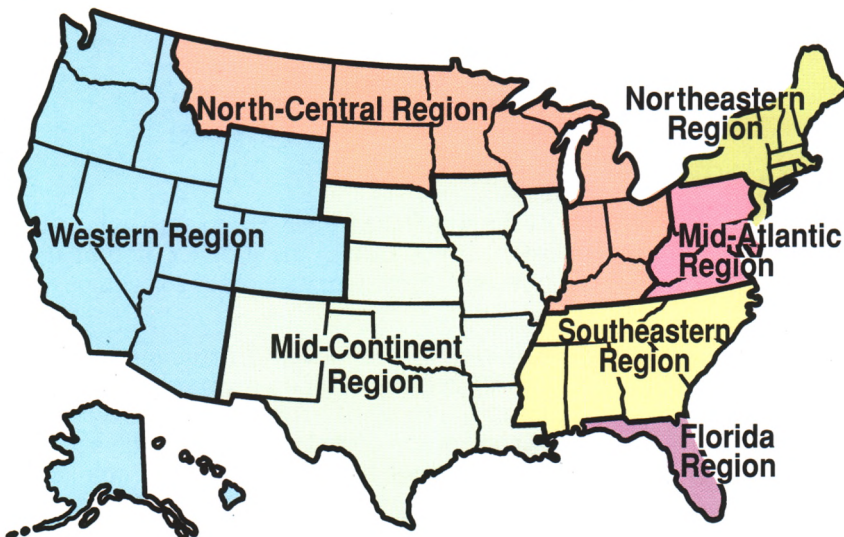 North-Central Region
Northeastern
Region
Western Region
Mid-Atlantic
Region
Mid-Continent
Region
Southeastern
Region
Florida
Region